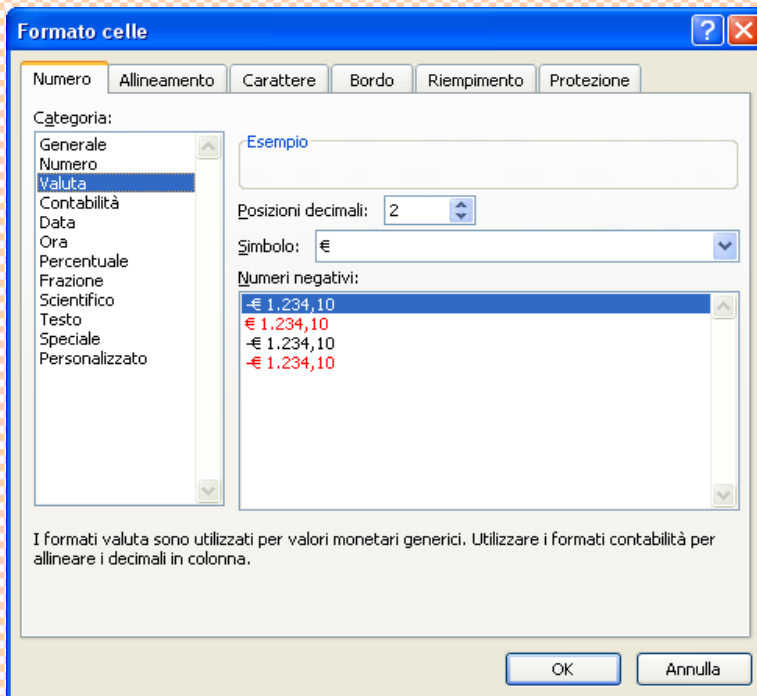 Formato celle
Numero
Allineamento
Carattere
Bordo
Riempimento
Protezione
Categoria:
Generale
Numero
Valuta
Contabilità
Data
Ora
Percentuale
Frazione
Scientifico
Testo
Speciale
Personalizzato
Esempio
Posizioni decimali: 2
Simbolo: €
Numeri negativi:
-€ 1.234,10
€ 1.234,10
-€ 1.234,10
-€ 1.234,10
I formati valuta sono utilizzati per valori monetari generici. Utilizzare i formati contabilità per
allineare i decimali in colonna.
OK
Annulla